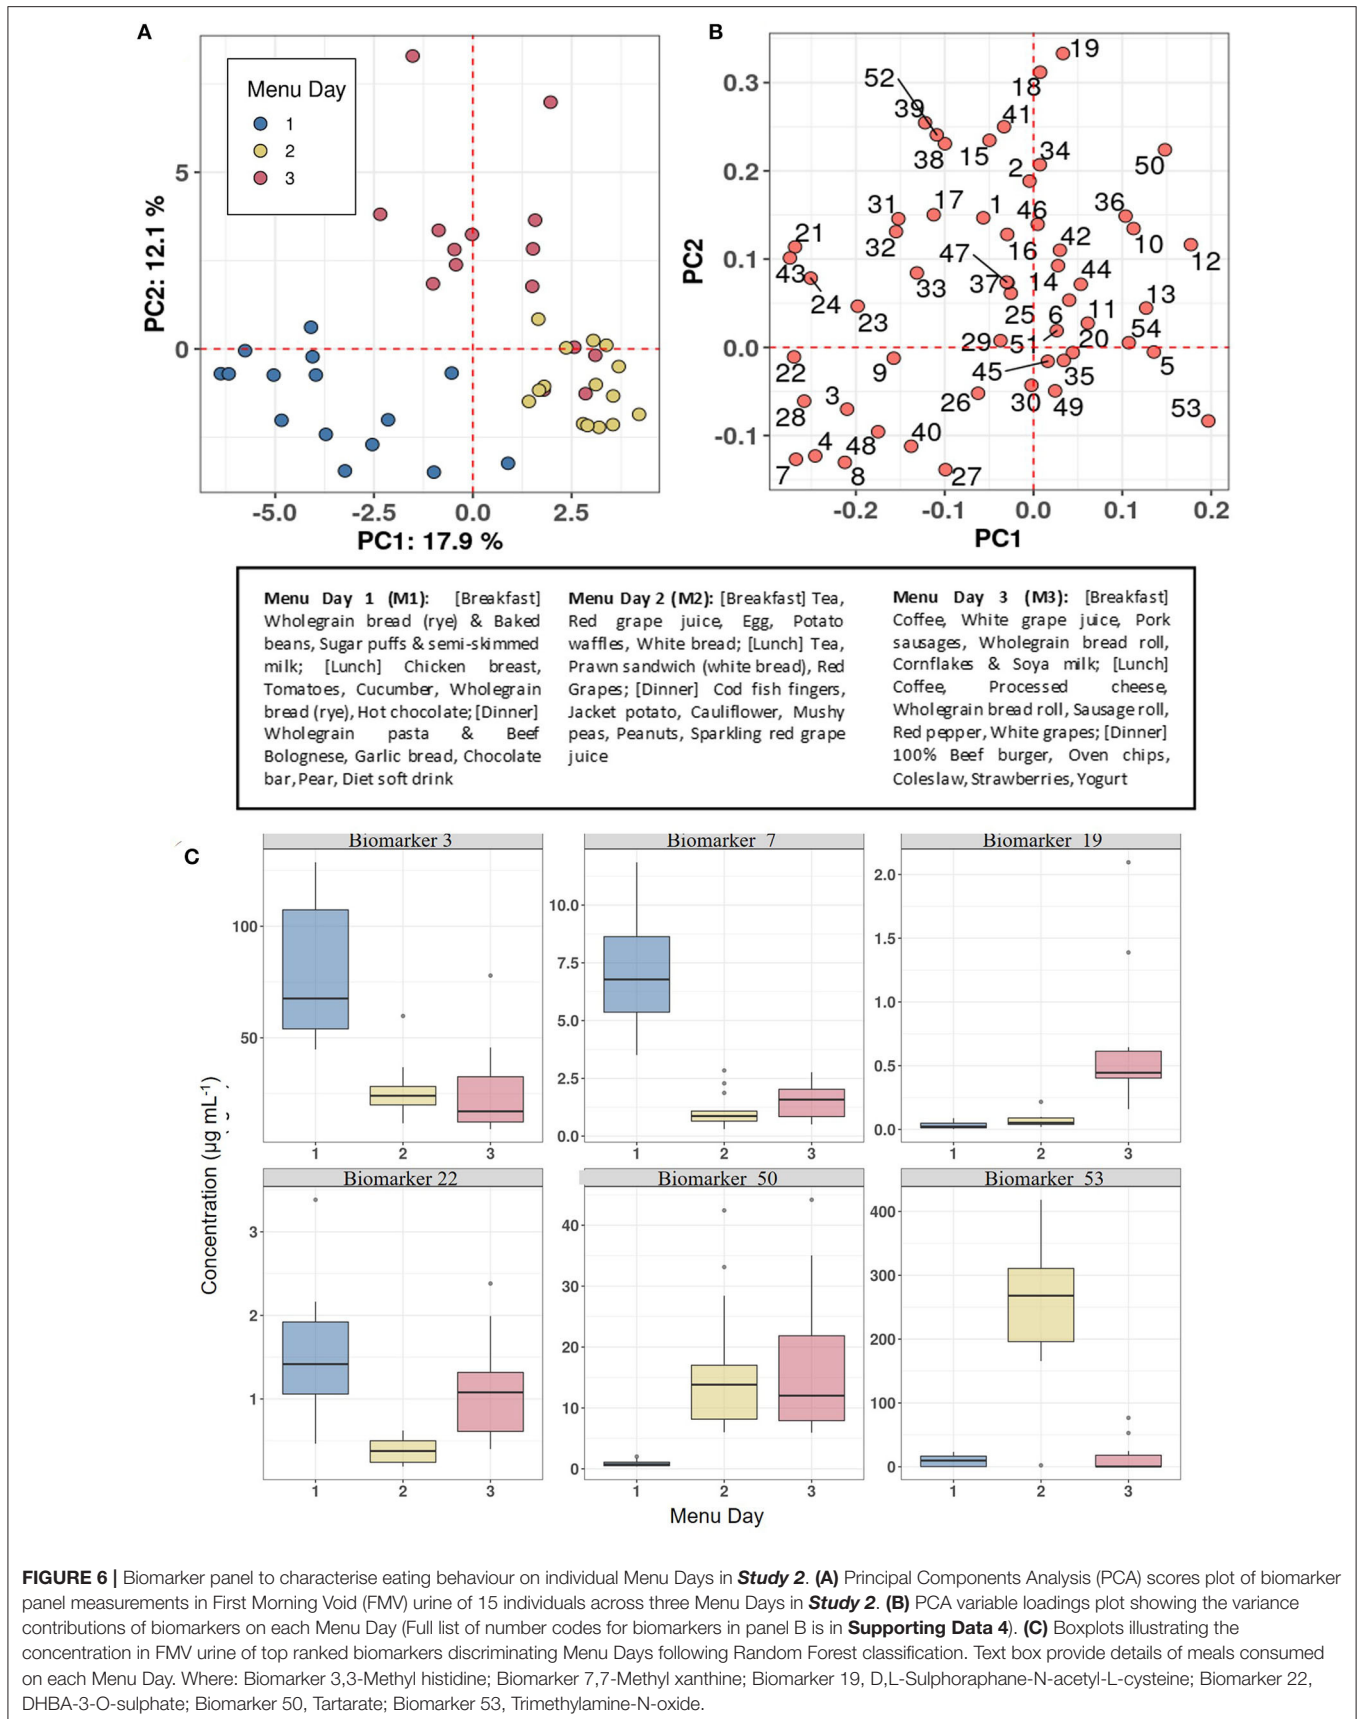 A
Menu Day
1
2
3
5
0
PC2: 12.1 %
-5.0 -2.5 0.0 2.5
PC1: 17.9 %
B
19
18
52
39
41
38
15
34
2
50
31
17
1
46
36
10
32
16
42
12
21
47
43
37
14
44
24
33
13
23
25
6
11
54
29
51
20
5
22
9
45
35
28
3
26
30
49
53
7
4
48
40
8
27
0.3
0.2
0.1
0.0
-0.1
PC2
-0.2 -0.1 0.0 0.1 0.2
PC1
Menu Day 1 (M1): [Breakfast]
Wholegrain bread (rye) & Baked
beans, Sugar puffs & semi-skimmed
milk; [Lunch] Chicken breast,
Tomatoes, Cucumber, Wholegrain
bread (rye), Hot chocolate; [Dinner]
Wholegrain pasta & Beef
Bolognese, Garlic bread, Chocolate
bar, Pear, Diet soft drink
Menu Day 2 (M2): [Breakfast] Tea,
Red grape juice, Egg, Potato
waffles, White bread; [Lunch] Tea,
Prawn sandwich (white bread), Red
Grapes; [Dinner] Cod fish fingers,
Jacket potato, Cauliflower, Mushy
peas, Peanuts, Sparkling red grape
juice
Menu Day 3 (M3): [Breakfast]
Coffee, White grape juice, Pork
sausages, Wholegrain bread roll,
Cornflakes & Soya milk; [Lunch]
Coffee, Processed cheese,
Wholegrain bread roll, Sausage roll,
Red pepper, White grapes; [Dinner]
100% Beef burger, Oven chips,
Coleslaw, Strawberries, Yogurt
C
Concentration (µg mL⁻¹)
Biomarker 3
100
50
1 2 3
Biomarker 7
10.0
7.5
5.0
2.5
0.0
1 2 3
Biomarker 19
2.0
1.5
1.0
0.5
0.0
1 2 3
Biomarker 22
3
2
1
1 2 3
Biomarker 50
40
30
20
10
0
1 2 3
Biomarker 53
400
300
200
100
0
1 2 3
Menu Day
FIGURE 6 | Biomarker panel to characterise eating behaviour on individual Menu Days in Study 2. (A) Principal Components Analysis (PCA) scores plot of biomarker
panel measurements in First Morning Void (FMV) urine of 15 individuals across three Menu Days in Study 2. (B) PCA variable loadings plot showing the variance
contributions of biomarkers on each Menu Day (Full list of number codes for biomarkers in panel B is in Supporting Data 4). (C) Boxplots illustrating the
concentration in FMV urine of top ranked biomarkers discriminating Menu Days following Random Forest classification. Text box provide details of meals consumed
on each Menu Day. Where: Biomarker 3,3-Methyl histidine; Biomarker 7,7-Methyl xanthine; Biomarker 19, D,L-Sulphoraphane-N-acetyl-L-cysteine; Biomarker 22,
DHBA-3-O-sulphate; Biomarker 50, Tartarate; Biomarker 53, Trimethylamine-N-oxide.